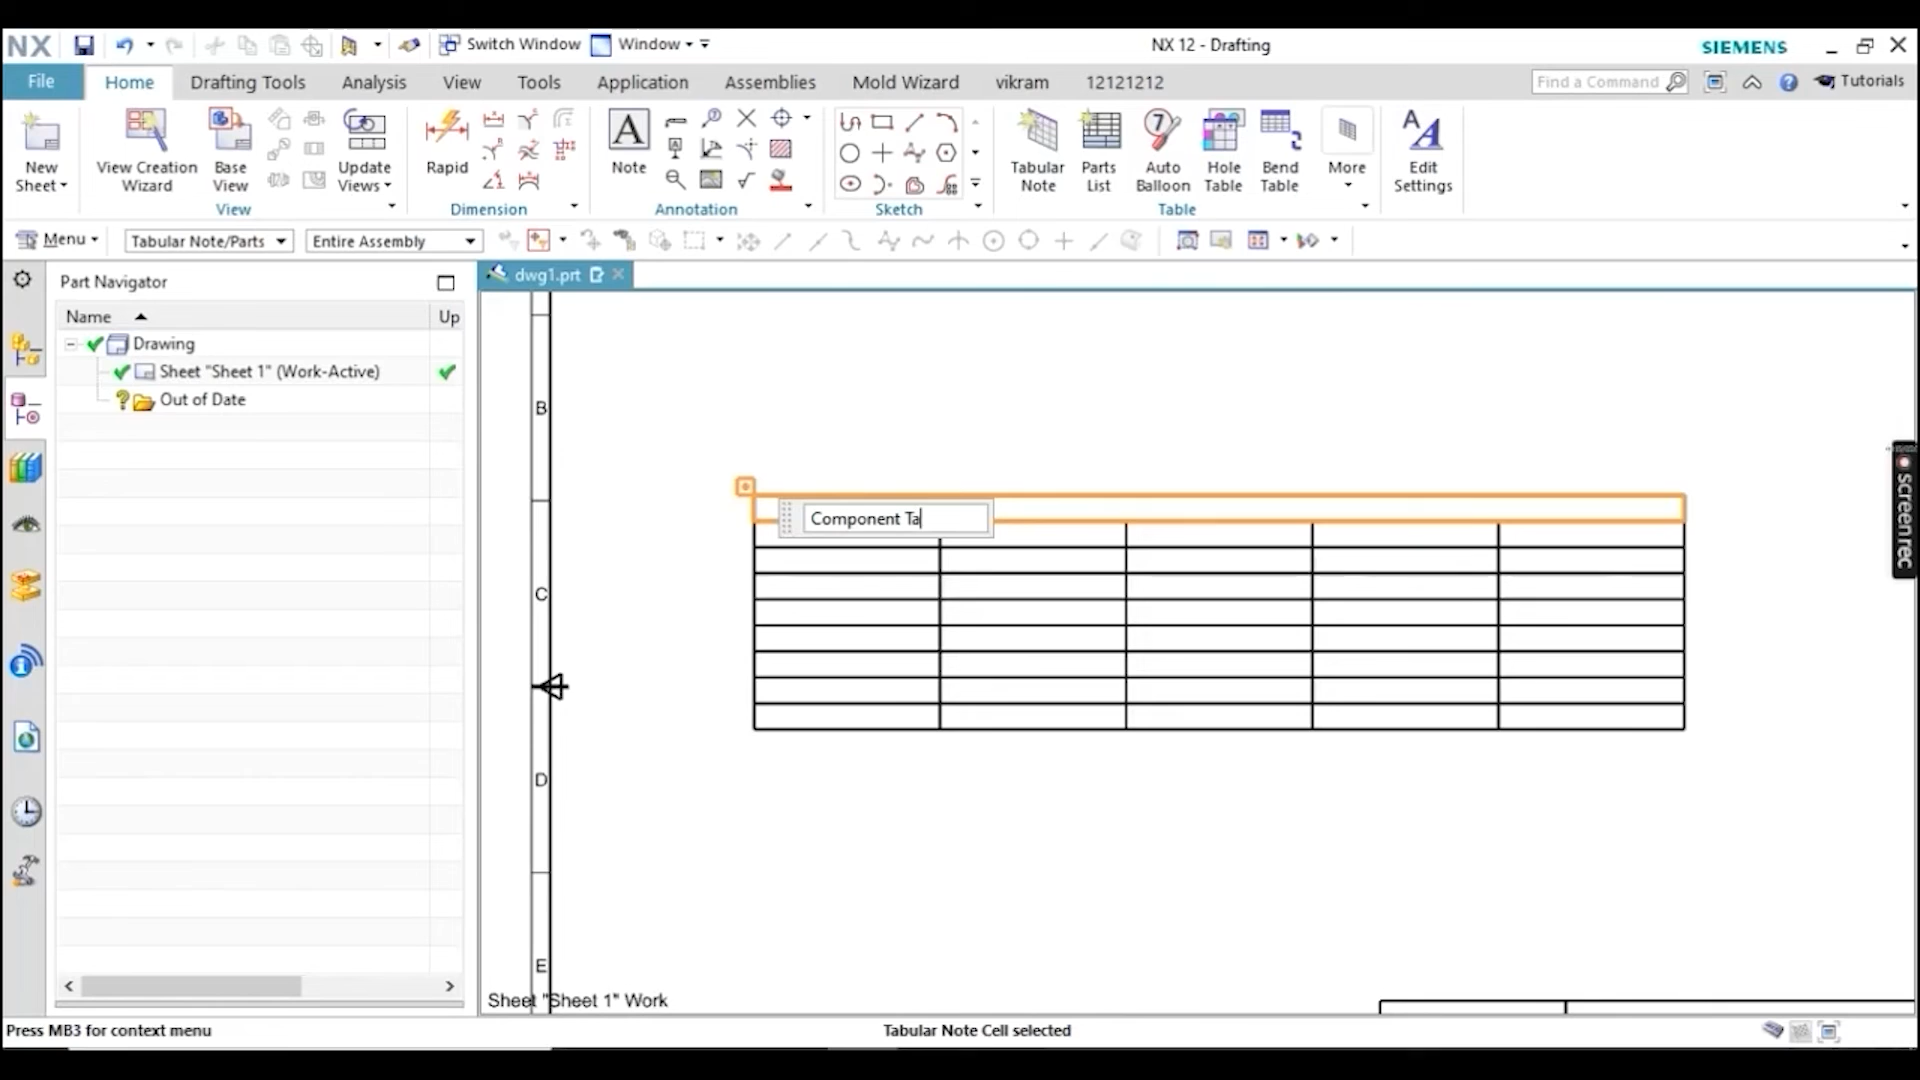 NX
Switch Window
Window
NX 12 - Drafting
SIEMENS
File
Home
Drafting Tools
Analysis
View
Tools
Application
Assemblies
Mold Wizard
vikram
12121212
Find a Command
Tutorials
New Sheet
View Creation Wizard
Base View
Update Views
Rapid
A
Note
7
Tabular Note
Parts List
Auto Balloon
Hole Table
Bend Table
More
Edit Settings
View
Dimension
Annotation
Sketch
Table
Menu
Tabular Note/Parts
Entire Assembly
Part Navigator
dwg1.prt
Name
Up
Drawing
Sheet "Sheet 1" (Work-Active)
Out of Date
B
C
D
E
Component Ta
screen rec
Sheet "Sheet 1" Work
Press MB3 for context menu
Tabular Note Cell selected